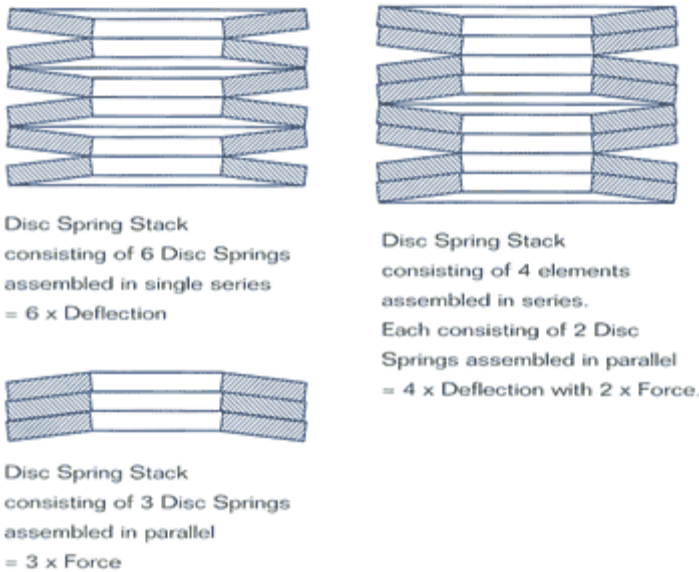 Disc Spring Stack
consisting of 6 Disc Springs
assembled in single series
= 6 x Deflection
Disc Spring Stack
consisting of 4 elements
assembled in series.
Each consisting of 2 Disc
Springs assembled in parallel
= 4 x Deflection with 2 x Force.
Disc Spring Stack
consisting of 3 Disc Springs
assembled in parallel
= 3 x Force